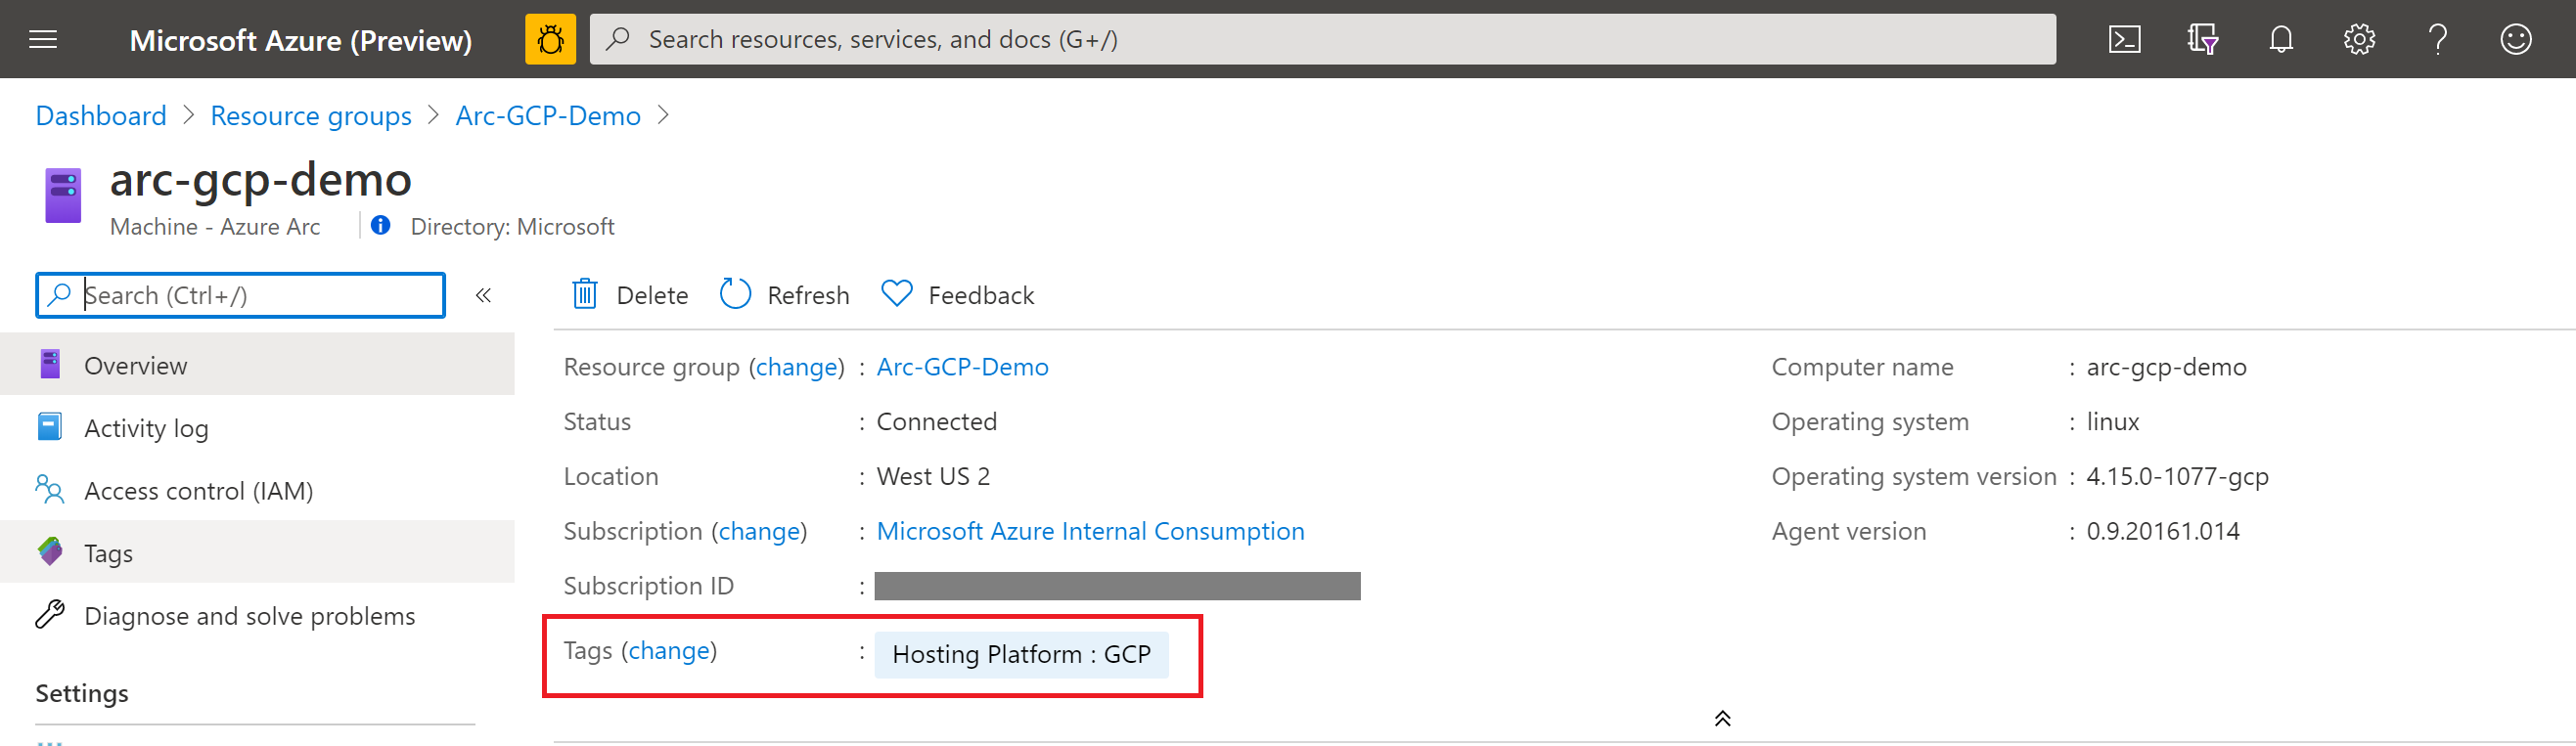 Microsoft Azure (Preview)
Search resources, services, and docs (G+/)
Dashboard > Resource groups > Arc-GCP-Demo >
arc-gcp-demo
Machine - Azure Arc
Directory: Microsoft
Search (Ctrl+/)
«
Delete
Refresh
Feedback
Overview
Activity log
Access control (IAM)
Tags
Diagnose and solve problems
Settings
Resource group (change) : Arc-GCP-Demo
Status : Connected
Location : West US 2
Subscription (change) : Microsoft Azure Internal Consumption
Subscription ID :
Tags (change) : Hosting Platform : GCP
Computer name : arc-gcp-demo
Operating system : linux
Operating system version : 4.15.0-1077-gcp
Agent version : 0.9.20161.014